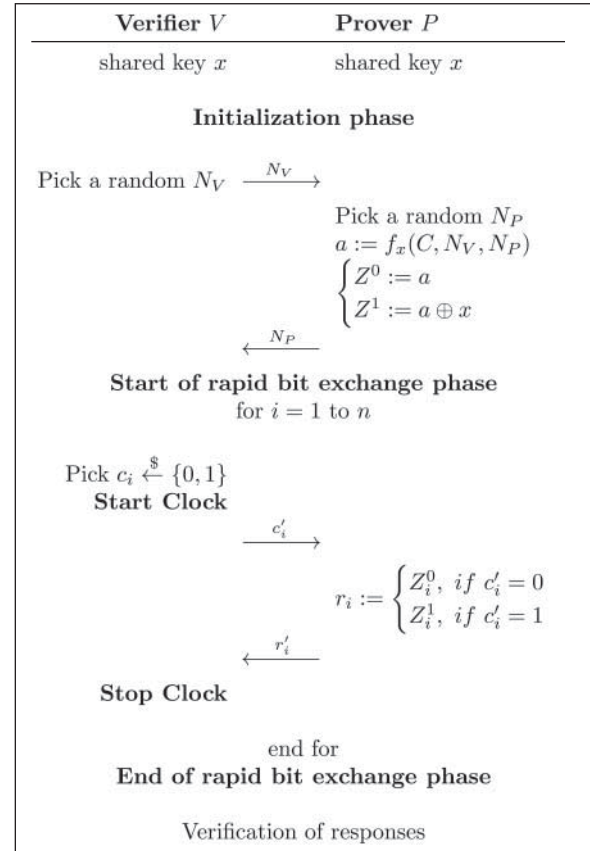 Verifier V Prover P
shared key x shared key x
Initialization phase
Pick a random N_V N_V
Pick a random N_P
a := f_x(C, N_V, N_P)
{ Z^0 := a
Z^1 := a ⊕ x
N_P
Start of rapid bit exchange phase
for i = 1 to n
Pick c_i ←$ {0, 1}
Start Clock
c'_i
r_i := { Z_i^0, if c'_i = 0
Z_i^1, if c'_i = 1
r'_i
Stop Clock
end for
End of rapid bit exchange phase
Verification of responses